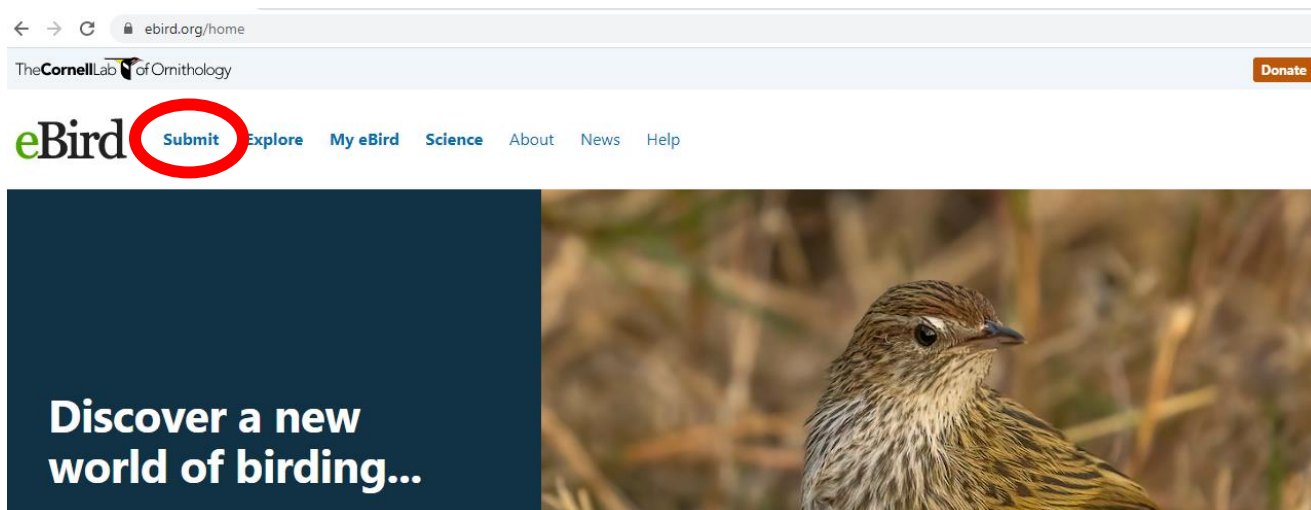 ebird.org/home
TheCornellLab of Ornithology
Donate
eBird Submit Explore My eBird Science About News Help
Discover a new
world of birding...